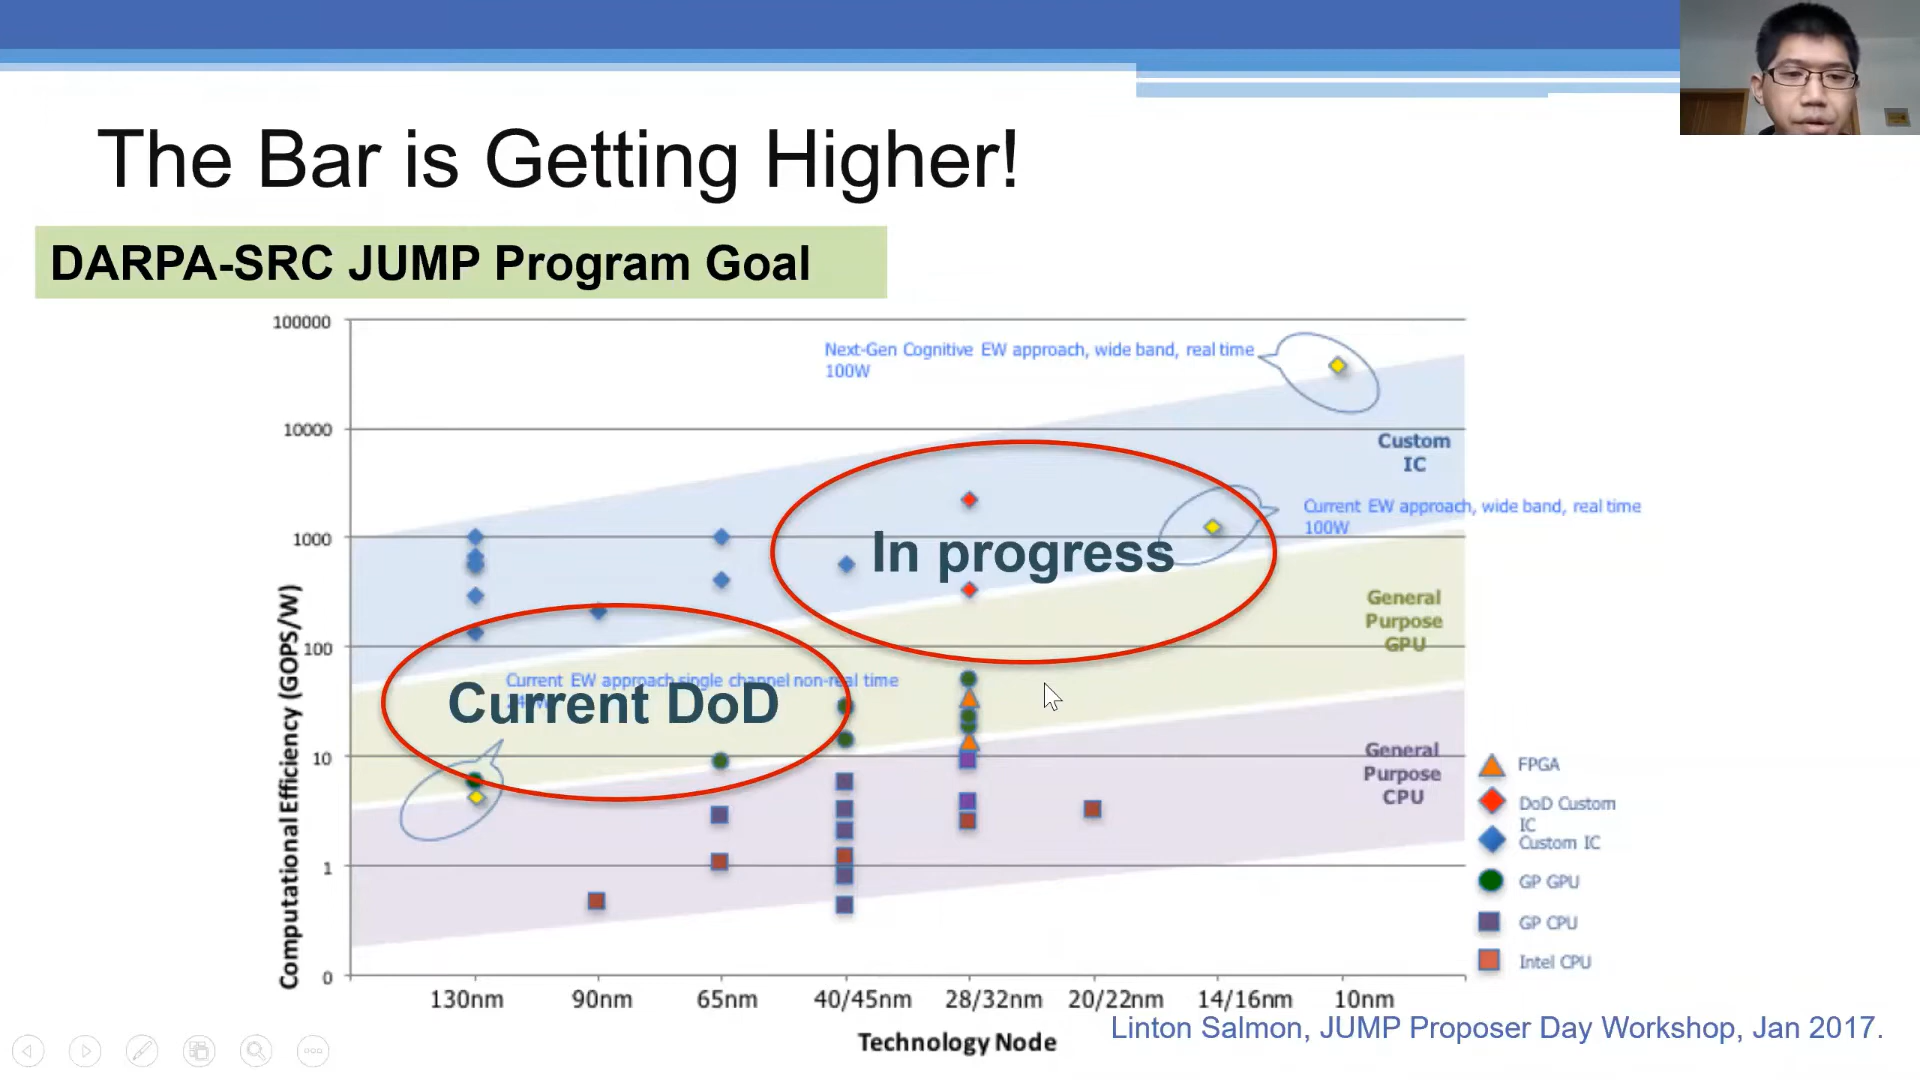 The Bar is Getting Higher!
DARPA-SRC JUMP Program Goal
100000
10000
1000
100
10
1
0
Computational Efficiency (GOPS/W)
Next-Gen Cognitive EW approach, wide band, real time
100W
Custom
IC
Current EW approach, wide band, real time
100W
In progress
General
Purpose
GPU
Current EW approach single channel non-real time
Current DoD
General
Purpose
CPU
FPGA
DoD Custom
IC
Custom IC
GP GPU
GP CPU
Intel CPU
130nm
90nm
65nm
40/45nm
28/32nm
20/22nm
14/16nm
10nm
Technology Node
Linton Salmon, JUMP Proposer Day Workshop, Jan 2017.